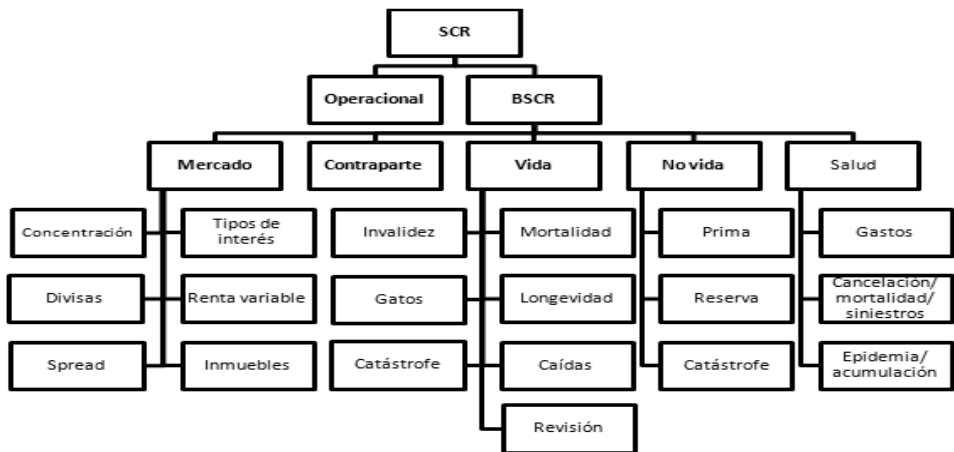 SCR
Operacional
BSCR
Mercado
Contraparte
Vida
No vida
Salud
Concentración
Tipos de
interés
Invalidez
Mortalidad
Prima
Gastos
Divisas
Renta variable
Gatos
Longevidad
Reserva
Cancelación/
mortalidad/
siniestros
Spread
Inmuebles
Catástrofe
Caídas
Catástrofe
Epidemia/
acumulación
Revisión